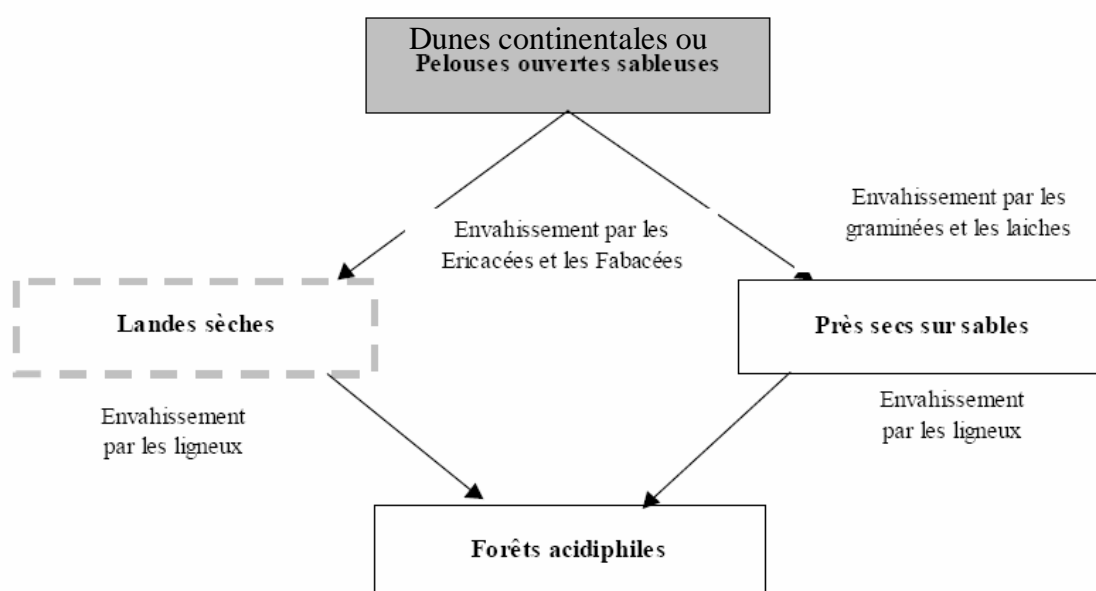 Dunes continentales ou
Pelouses ouvertes sableuses
Envahissement par les
graminées et les laiches
Envahissement par les
Ericacées et les Fabacées
Landes sèches
Près secs sur sables
Envahissement
par les ligneux
Envahissement
par les ligneux
Forêts acidiphiles